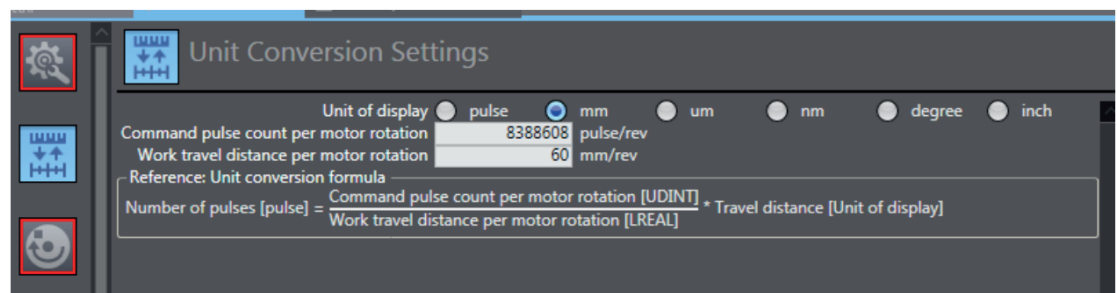 Unit Conversion Settings
Unit of display pulse mm um nm degree inch
Command pulse count per motor rotation 8388608 pulse/rev
Work travel distance per motor rotation 60 mm/rev
Reference: Unit conversion formula
Number of pulses [pulse] = Command pulse count per motor rotation [UDINT]
Work travel distance per motor rotation [LREAL] * Travel distance [Unit of display]